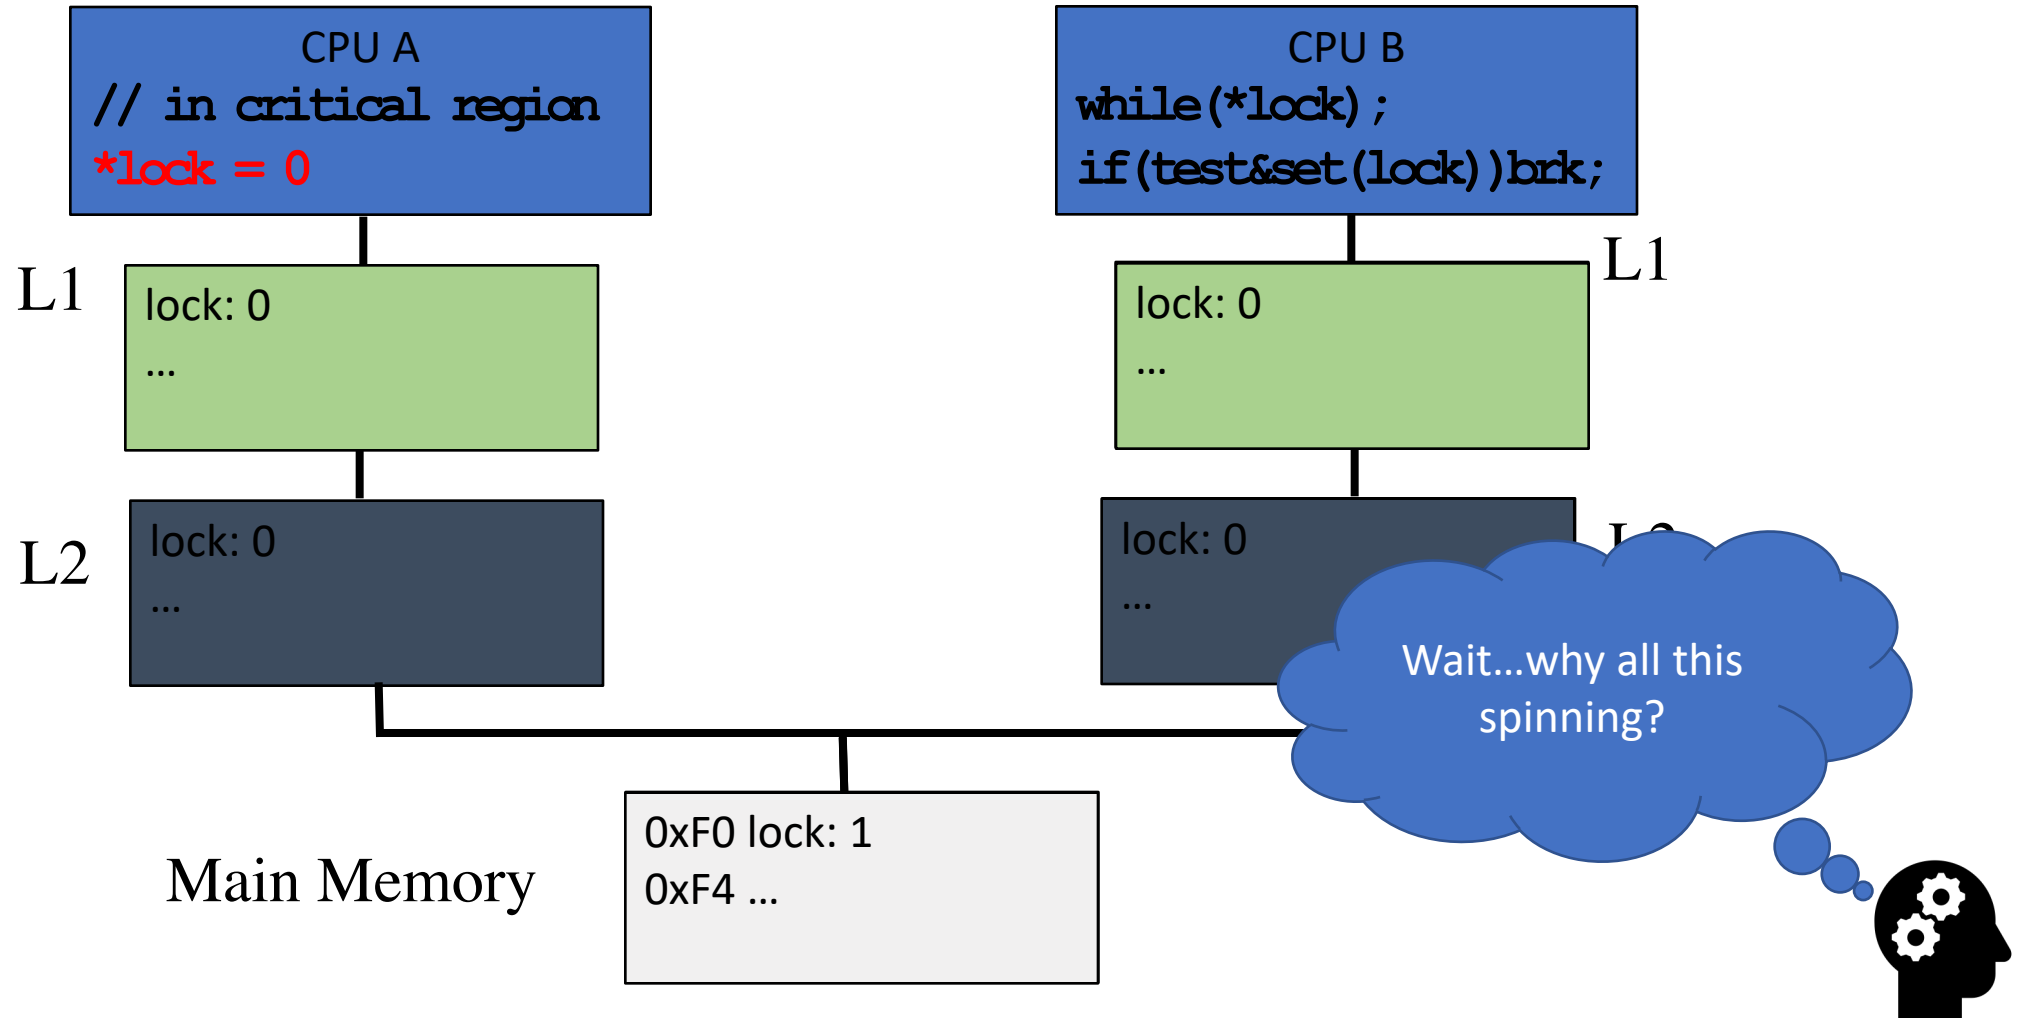 CPU A
// in critical region
*lock = 0
CPU B
while(*lock);
if(test&set(lock))brk;
L1
lock: 0
…
lock: 0
…
L1
L2
lock: 0
…
lock: 0
…
Wait…why all this
spinning?
Main Memory
0xF0 lock: 1
0xF4 …